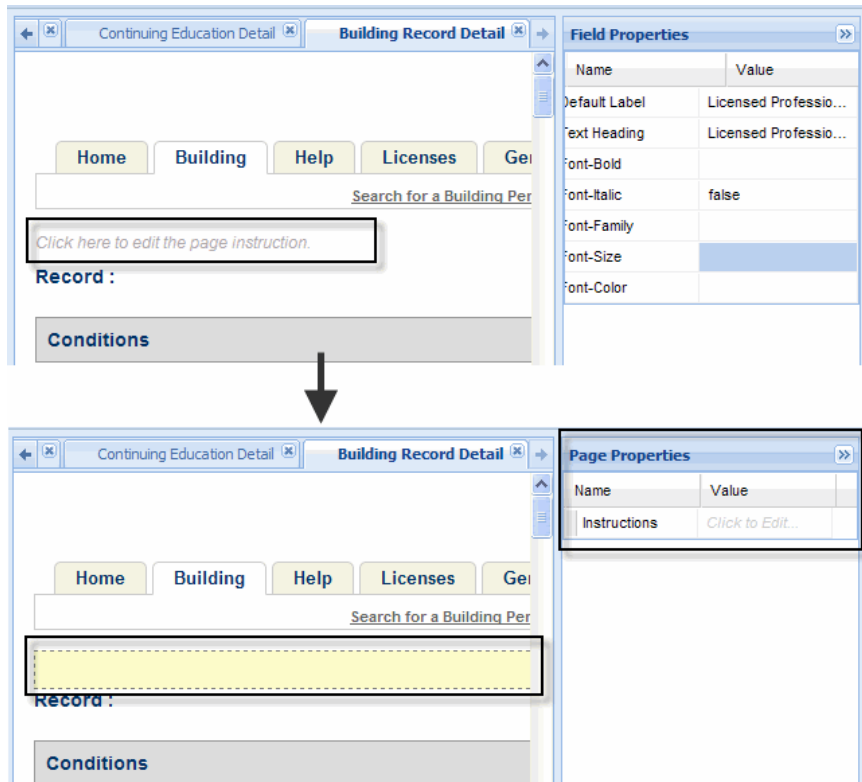 Continuing Education Detail Building Record Detail Field Properties
Name Value
Default Label Licensed Professio...
Text Heading Licensed Professio...
Font-Bold
Font-Italic false
Font-Family
Font-Size
Font-Color
Home Building Help Licenses Ger
Search for a Building Per
Click here to edit the page instruction.
Record :
Conditions
Continuing Education Detail Building Record Detail Page Properties
Name Value
Instructions Click to Edit...
Home Building Help Licenses Ger
Search for a Building Per
Record :
Conditions